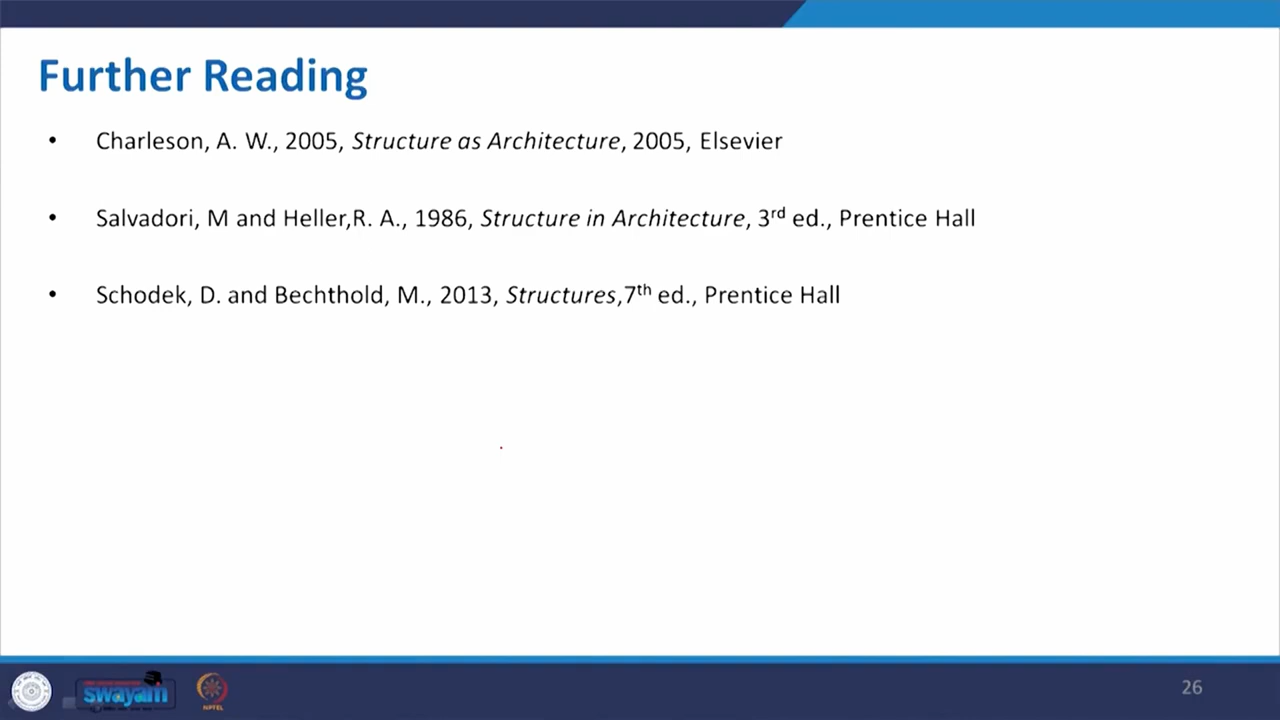 Further Reading
• Charleson, A. W., 2005, Structure as Architecture, 2005, Elsevier
• Salvadori, M and Heller,R. A., 1986, Structure in Architecture, 3rd ed., Prentice Hall
• Schodek, D. and Bechthold, M., 2013, Structures,7th ed., Prentice Hall
swayam
NPTEL
26